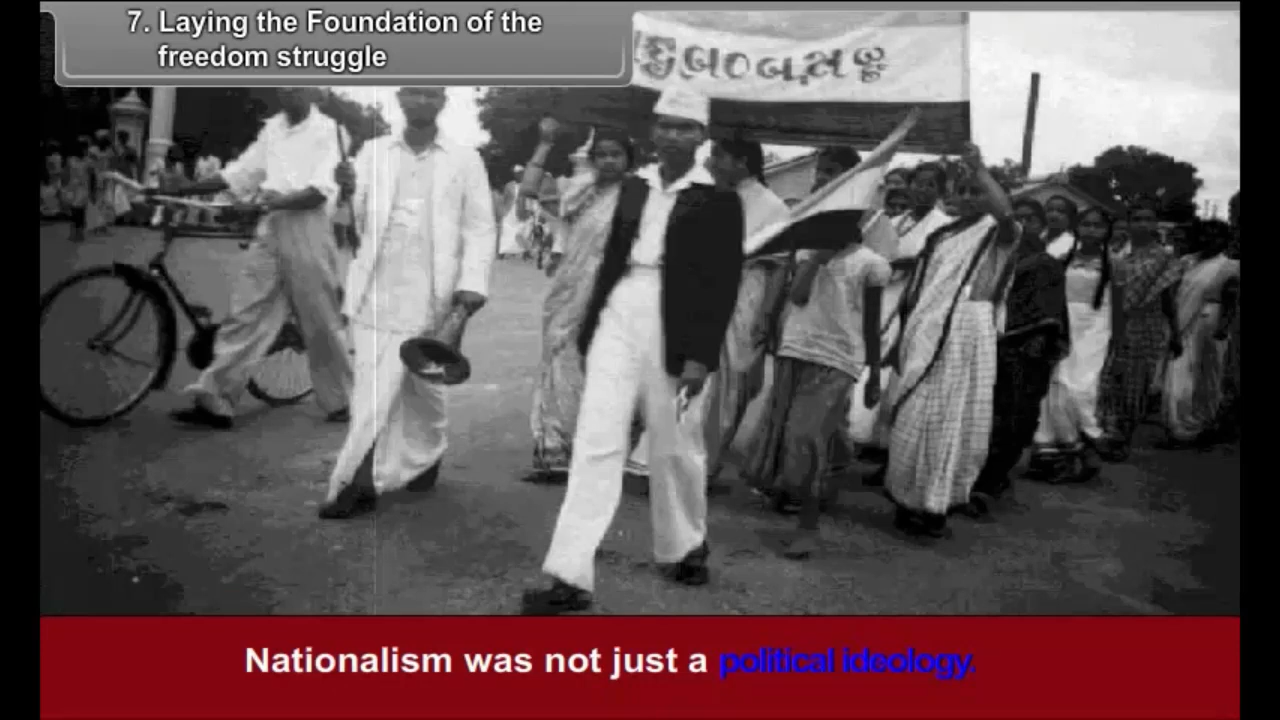 7. Laying the Foundation of the
freedom struggle
Nationalism was not just a political ideology.